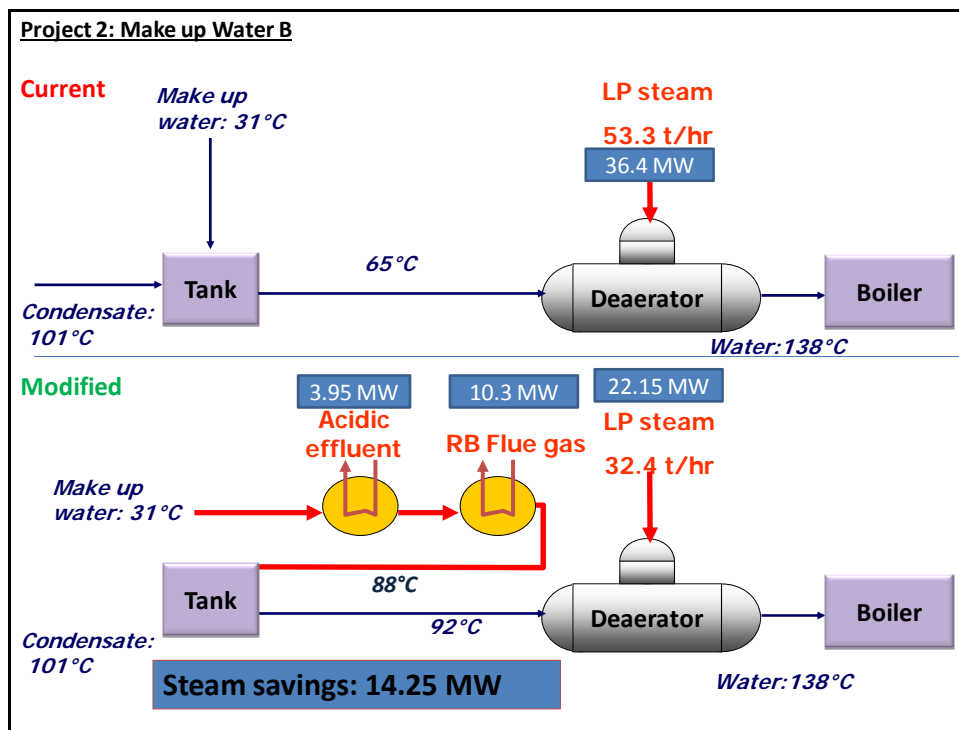 Project 2: Make up Water B
Current
Make up
water: 31°C
LP steam
53.3 t/hr
36.4 MW
65°C
Tank
Deaerator
Boiler
Condensate:
101°C
Water:138°C
Modified
3.95 MW
10.3 MW
22.15 MW
Acidic
effluent
RB Flue gas
LP steam
32.4 t/hr
Make up
water: 31°C
88°C
Tank
92°C
Deaerator
Boiler
Condensate:
101°C
Steam savings: 14.25 MW
Water:138°C